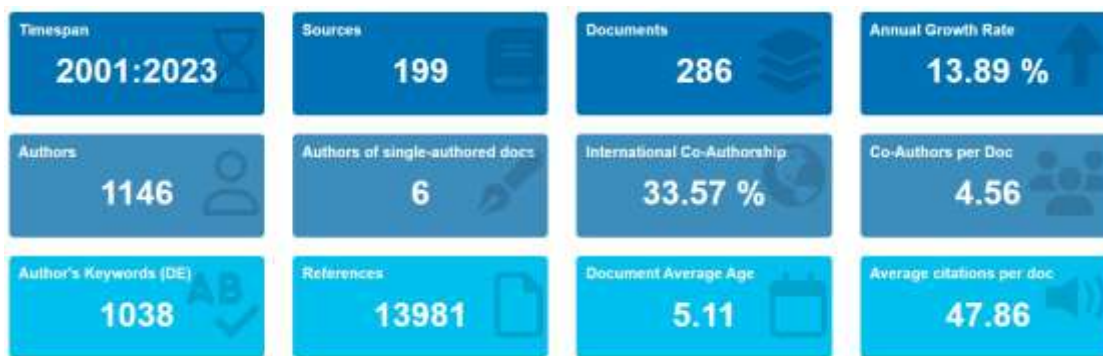 Timespan
2001:2023
Sources
199
Documents
286
Annual Growth Rate
13.89 %
Authors
1146
Authors of single-authored docs
6
International Co-Authorship
33.57 %
Co-Authors per Doc
4.56
Author's Keywords (DE)
AB
1038
References
13981
Document Average Age
5.11
Average citations per doc
47.86